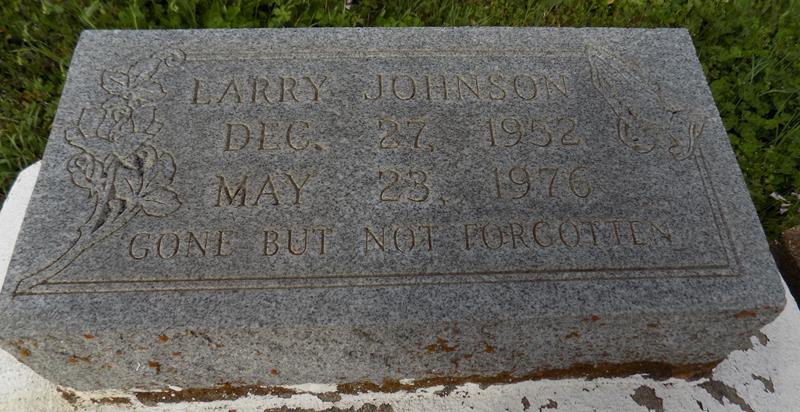 LARRY JOHNSON
DEC. 27, 1952
MAY 23, 1976
GONE BUT NOT FORGOTTEN